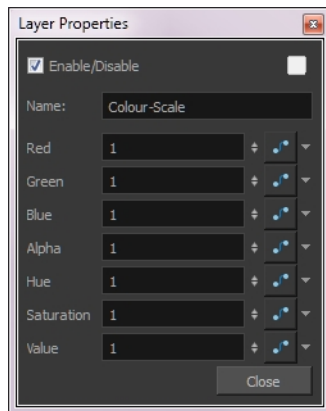 Layer Properties
Enable/Disable
Name: Colour-Scale
Red 1
Green 1
Blue 1
Alpha 1
Hue 1
Saturation 1
Value 1
Close